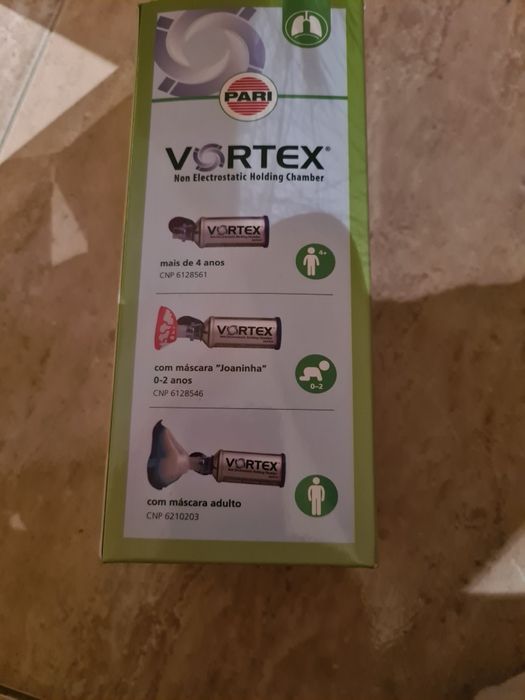 PARI
VORTEX®
Non Electrostatic Holding Chamber
VORTEX
mais de 4 anos
CNP 6128561
4+
VORTEX
com máscara "Joaninha"
0-2 anos
CNP 6128546
0-2
VORTEX
com máscara adulto
CNP 6210203